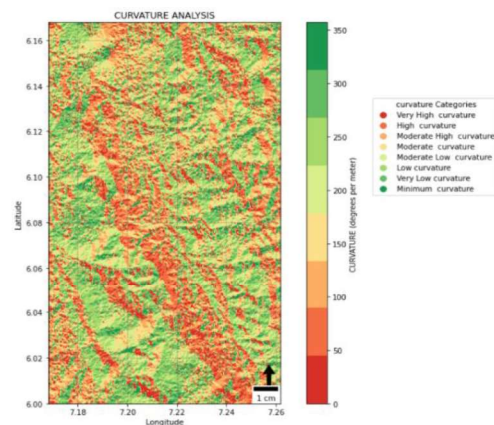 CURVATURE ANALYSIS
6.16
6.14
6.12
6.10
6.08
6.06
6.04
6.02
6.00
Latitude
7.18
7.20
7.22
7.24
7.26
Longitude
1 cm
350
300
250
200
150
100
50
0
CURVATURE (degrees per meter)
curvature Categories
Very High curvature
High curvature
Moderate High curvature
Moderate curvature
Moderate Low curvature
Low curvature
Very Low curvature
Minimum curvature